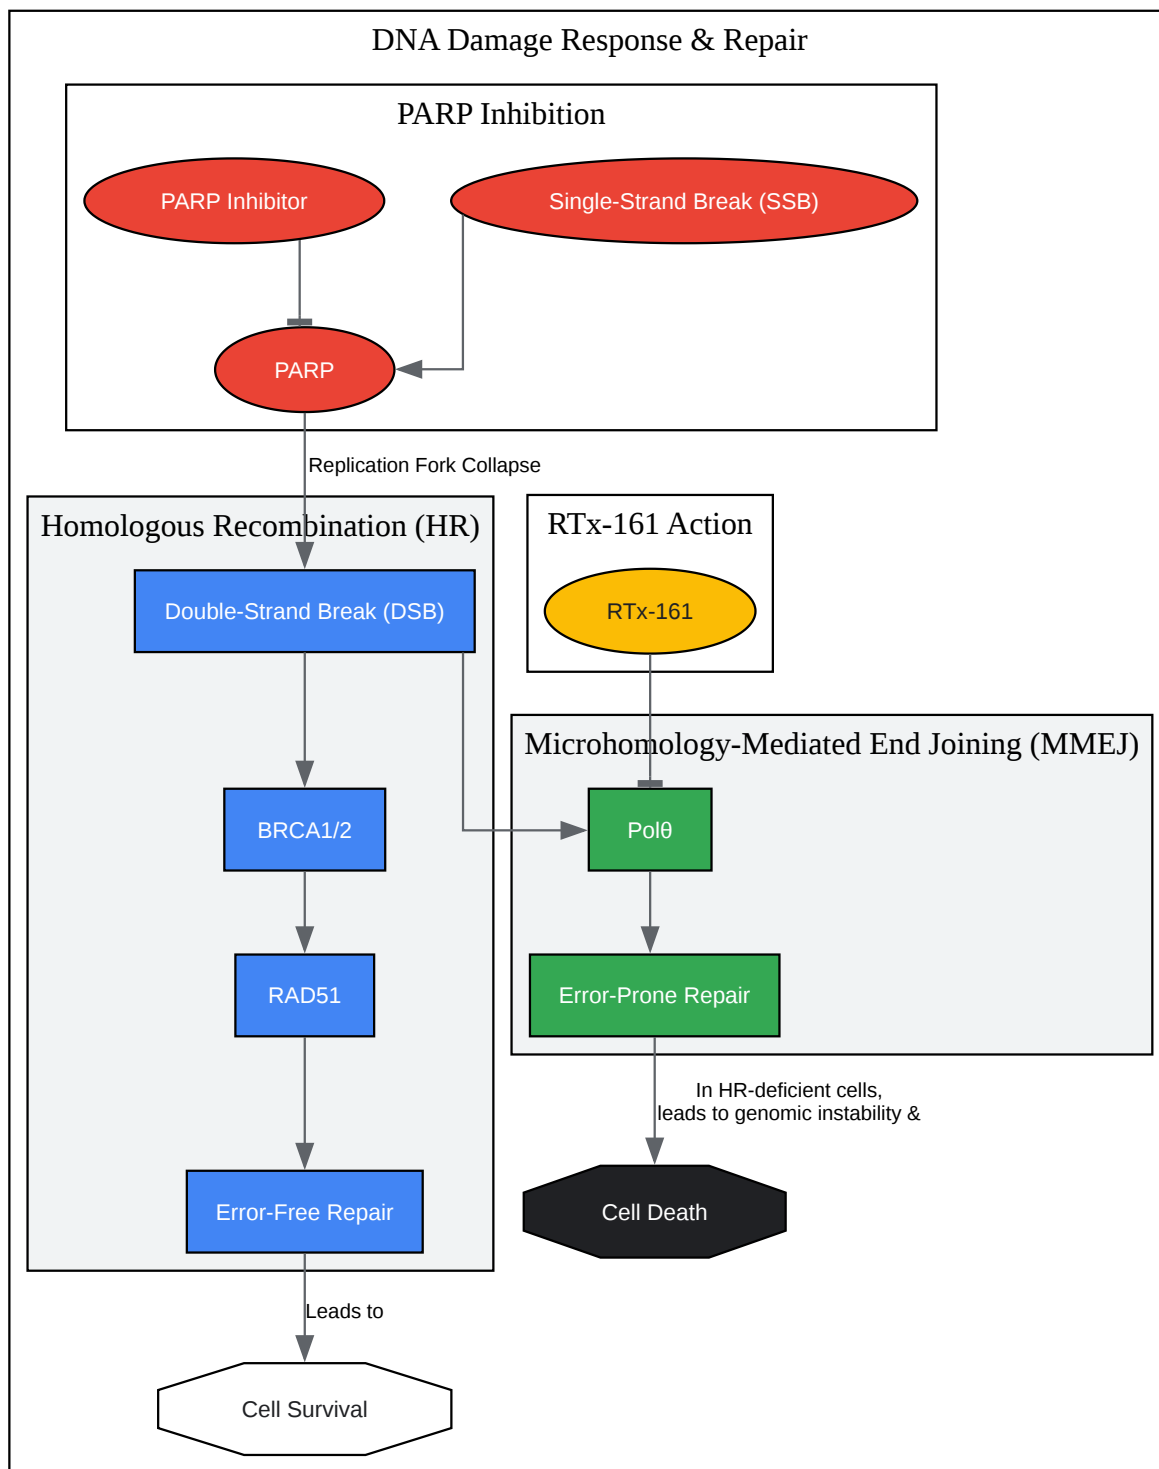 DNA Damage Response & Repair
PARP Inhibition
PARP Inhibitor
Single-Strand Break (SSB)
PARP
Replication Fork Collapse
Homologous Recombination (HR)
RTx-161 Action
Double-Strand Break (DSB)
RTx-161
Microhomology-Mediated End Joining (MMEJ)
BRCA1/2
Polθ
RAD51
Error-Prone Repair
In HR-deficient cells,
leads to genomic instability &
Error-Free Repair
Cell Death
Leads to
Cell Survival